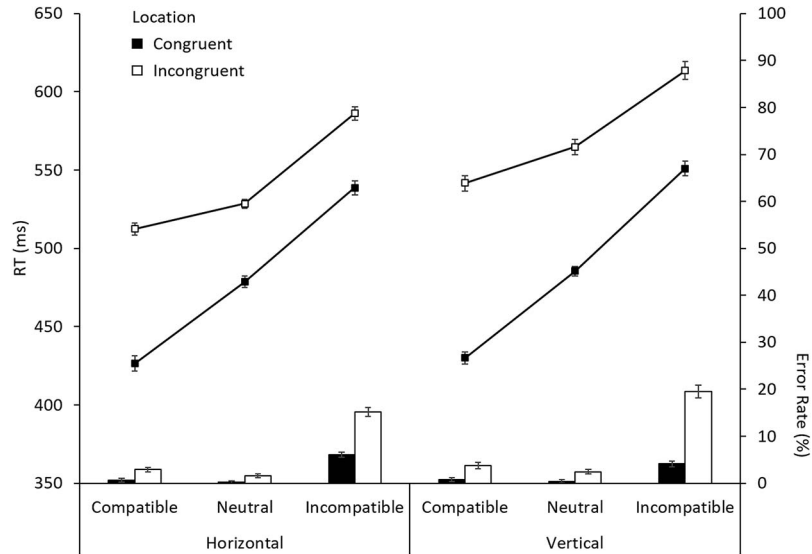 Location
Congruent
Incongruent
RT (ms)
650
600
550
500
450
400
350
100
90
80
70
60
50
40
30
20
10
0
Error Rate (%)
Compatible Neutral Incompatible Compatible Neutral Incompatible
Horizontal Vertical